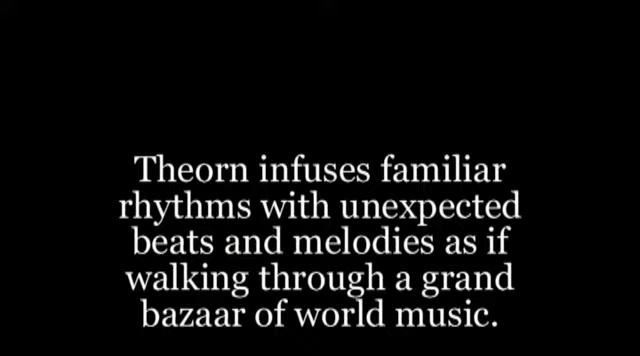 Theorn infuses familiar
rhythms with unexpected
beats and melodies as if
walking through a grand
bazaar of world music.